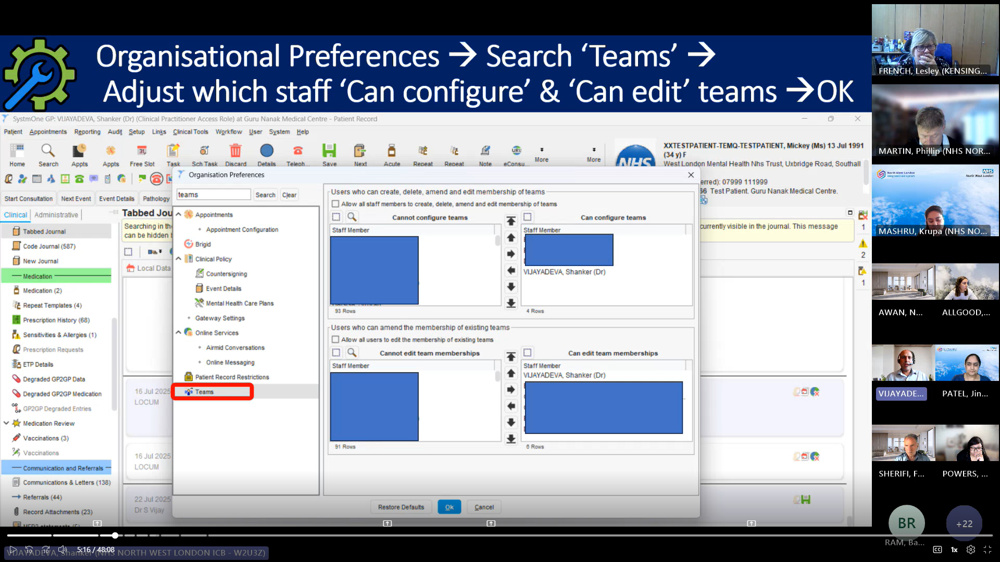 Organisational Preferences → Search ‘Teams’ →
Adjust which staff ‘Can configure’ & ‘Can edit’ teams →OK
SystmOne GP: VIJAYADEVA, Shanker (Dr) (Clinical Practitioner Access Role) at Guru Nanak Medical Centre - Patient Record
Patient Appointments Reporting Audit Setup Links Clinical Tools Workflow User System Help
Home Search Appts Appts Free Slot Task Sch Task Discard Details Teleph... Save Next Acute Repeat Repeat Note eConsu... More More
NHS
XXTESTPATIENT-TEMQ-TESTPATIENT, Mickey (Ms) 13 Jul 1991
(34 y) F
West London Mental Health Nhs Trust, Uxbridge Road, Southall
erred): 07999 111999
66 Test Patient. Guru Nanak Medical Centre.
Start Consultation Next Event Event Details Pathology
Clinical Administrative
Tabbed Journal
Code Journal (587)
New Journal
Medication
Medication (2)
Repeat Templates (4)
Prescription History (68)
Sensitivities & Allergies (1)
Prescription Requests
ETP Details
Degraded GP2GP Data
Degraded GP2GP Medication
GP2GP Degraded Entries
Medication Review
Vaccinations (3)
Vaccinations
Communication and Referrals
Communications & Letters (138)
Referrals (44)
Record Attachments (23)
Tabbed Jou
Searching in the
can be hidden b
Local Data
16 Jul 2025
LOCUM
16 Jul 2025
LOCUM
22 Jul 2025
Dr S Vijay
Organisation Preferences
teams Search Clear
Appointments
Appointment Configuration
Brigid
Clinical Policy
Countersigning
Event Details
Mental Health Care Plans
Gateway Settings
Online Services
Airmid Conversations
Online Messaging
Patient Record Restrictions
Teams
Users who can create, delete, amend and edit membership of teams
Allow all staff members to create, delete, amend and edit membership of teams
Cannot configure teams
Staff Member
93 Rows
Can configure teams
Staff Member
VIJAYADEVA, Shanker (Dr)
4 Rows
Users who can amend the membership of existing teams
Allow all users to edit the membership of existing teams
Cannot edit team memberships
Staff Member
91 Rows
Can edit team memberships
Staff Member
VIJAYADEVA, Shanker (Dr)
6 Rows
Restore Defaults Ok Cancel
currently visible in the journal. This message
1
2
1
FRENCH, Lesley (KENSING...
MARTIN, Phillip (NHS NOR...
North West London
Integrated Care System
NHS
North West London
MASHRU, Krupa (NHS NO...
AWAN, N... ALLGOOD,...
VIJAYADE... PATEL, Jin...
SHERIFI, F... POWERS, ...
BR +22
RAM, Ba...
5:16 / 48:08
VIJAYADEVA, Shanker (NHS NORTH WEST LONDON ICB - W2U3Z)
CC 1x